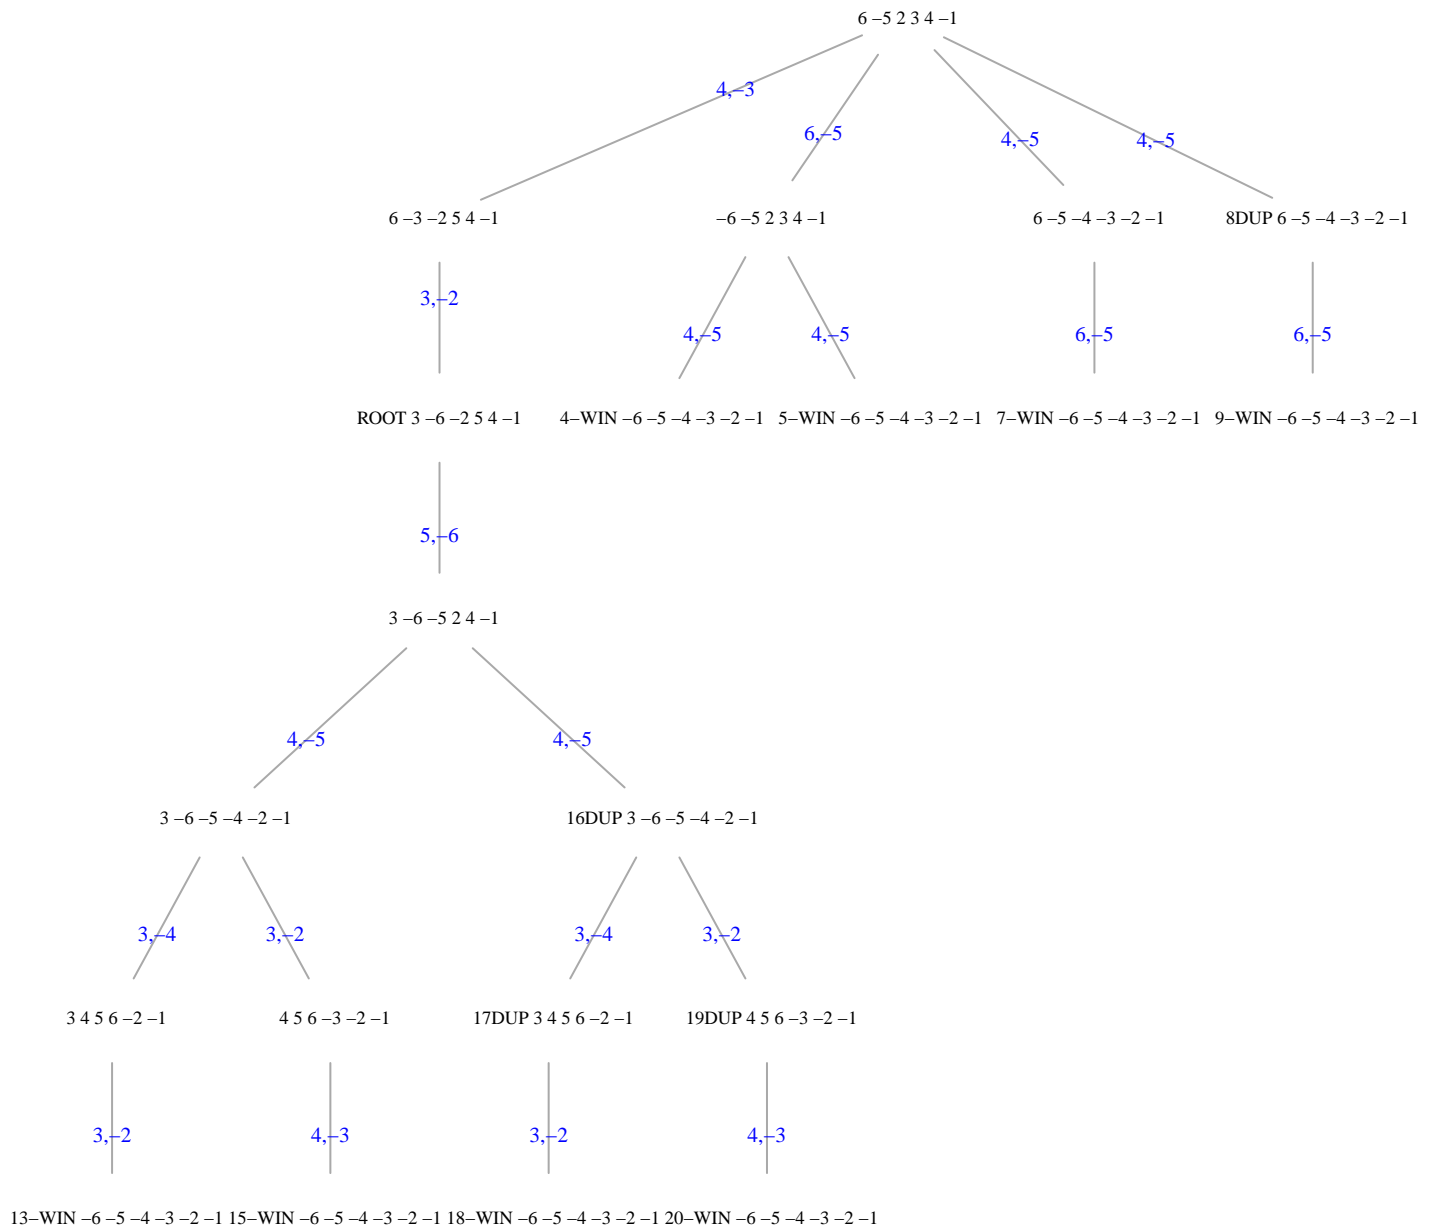 6 –5 2 3 4 –1
4,–3
6,–5
4,–5
4,–5
6 –3 –2 5 4 –1
–6 –5 2 3 4 –1
6 –5 –4 –3 –2 –1
8DUP 6 –5 –4 –3 –2 –1
3,–2
4,–5
4,–5
6,–5
6,–5
ROOT 3 –6 –2 5 4 –1
4–WIN –6 –5 –4 –3 –2 –1
5–WIN –6 –5 –4 –3 –2 –1
7–WIN –6 –5 –4 –3 –2 –1
9–WIN –6 –5 –4 –3 –2 –1
5,–6
3 –6 –5 2 4 –1
4,–5
4,–5
3 –6 –5 –4 –2 –1
16DUP 3 –6 –5 –4 –2 –1
3,–4
3,–2
3,–4
3,–2
3 4 5 6 –2 –1
4 5 6 –3 –2 –1
17DUP 3 4 5 6 –2 –1
19DUP 4 5 6 –3 –2 –1
3,–2
4,–3
3,–2
4,–3
13–WIN –6 –5 –4 –3 –2 –1
15–WIN –6 –5 –4 –3 –2 –1
18–WIN –6 –5 –4 –3 –2 –1
20–WIN –6 –5 –4 –3 –2 –1